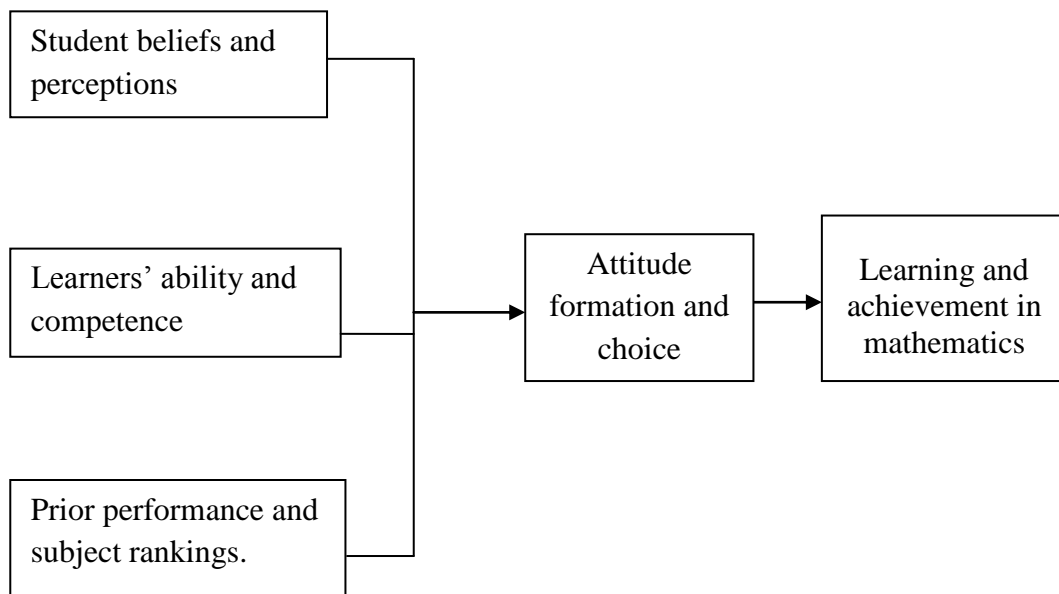 Student beliefs and
perceptions
Learners’ ability and
competence
Prior performance and
subject rankings.
Attitude
formation and
choice
Learning and
achievement in
mathematics